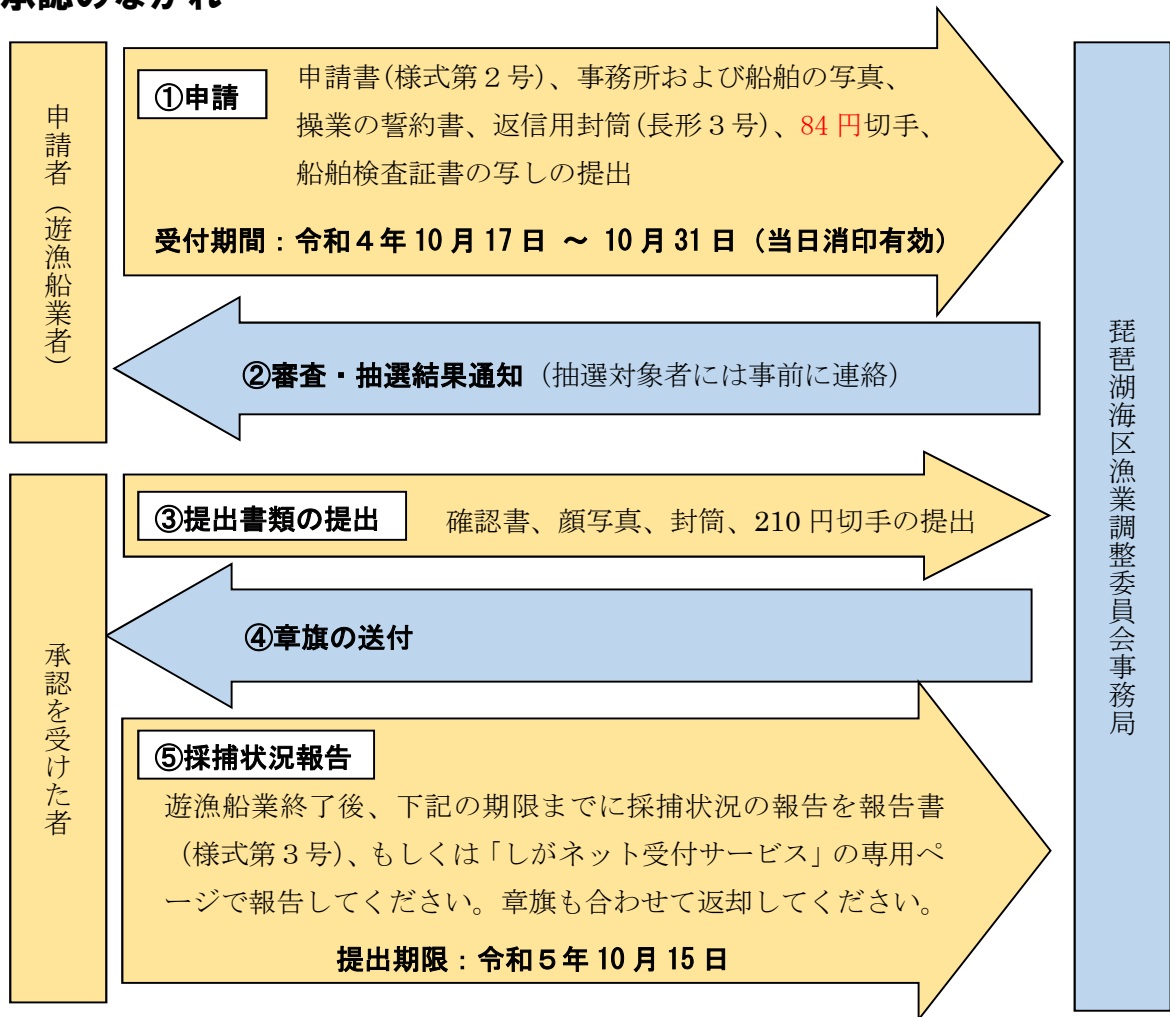 承認のながれ
申請者（遊漁船業者）
①申請
申請書(様式第２号)、事務所および船舶の写真、
操業の誓約書、返信用封筒(長形３号)、84 円切手、
船舶検査証書の写しの提出
受付期間：令和４年 10 月 17 日 ～ 10 月 31 日（当日消印有効）
②審査・抽選結果通知（抽選対象者には事前に連絡）
琵琶湖海区漁業調整委員会事務局
承認を受けた者
③提出書類の提出
確認書、顔写真、封筒、210 円切手の提出
④章旗の送付
⑤採捕状況報告
遊漁船業終了後、下記の期限までに採捕状況の報告を報告書
（様式第３号）、もしくは「しがネット受付サービス」の専用ペ
ージで報告してください。章旗も合わせて返却してください。
提出期限：令和５年 10 月 15 日